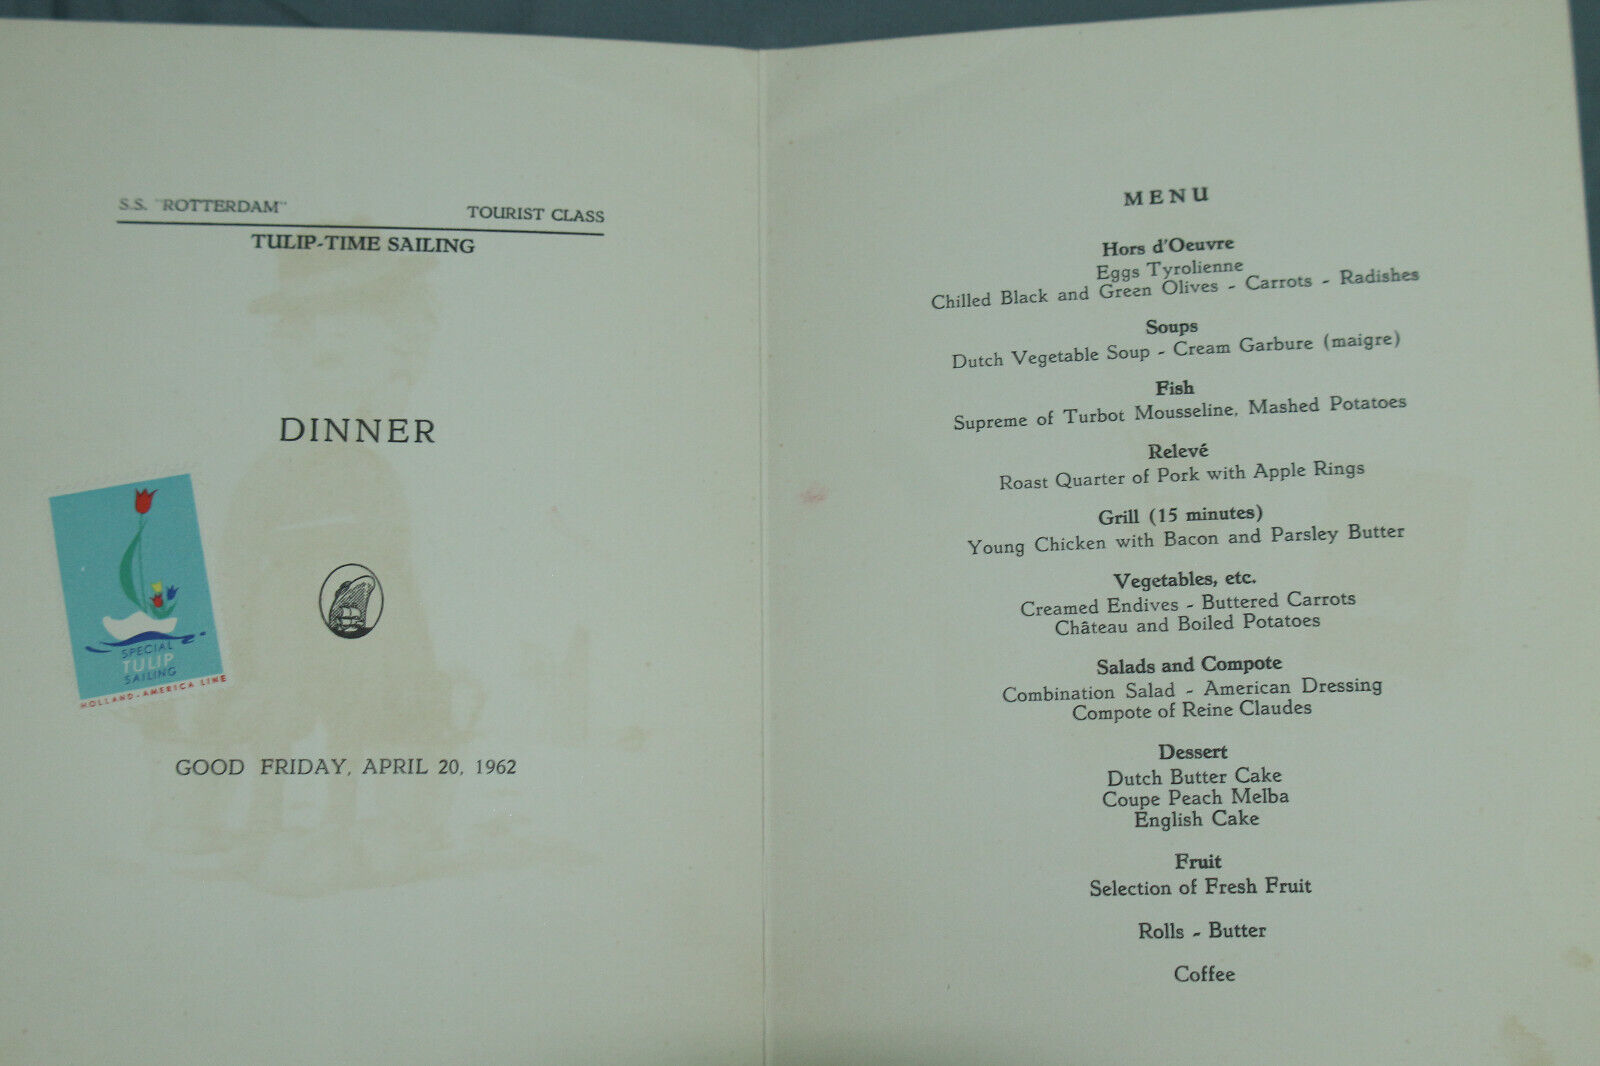 S.S. "ROTTERDAM" TOURIST CLASS
TULIP-TIME SAILING
DINNER
SPECIAL
TULIP
SAILING
HOLLAND-AMERICA LINE
GOOD FRIDAY, APRIL 20, 1962
MENU
Hors d'Oeuvre
Eggs Tyrolienne
Chilled Black and Green Olives - Carrots - Radishes
Soups
Dutch Vegetable Soup - Cream Garbure (maigre)
Fish
Supreme of Turbot Mousseline, Mashed Potatoes
Relevé
Roast Quarter of Pork with Apple Rings
Grill (15 minutes)
Young Chicken with Bacon and Parsley Butter
Vegetables, etc.
Creamed Endives - Buttered Carrots
Château and Boiled Potatoes
Salads and Compote
Combination Salad - American Dressing
Compote of Reine Claudes
Dessert
Dutch Butter Cake
Coupe Peach Melba
English Cake
Fruit
Selection of Fresh Fruit
Rolls - Butter
Coffee